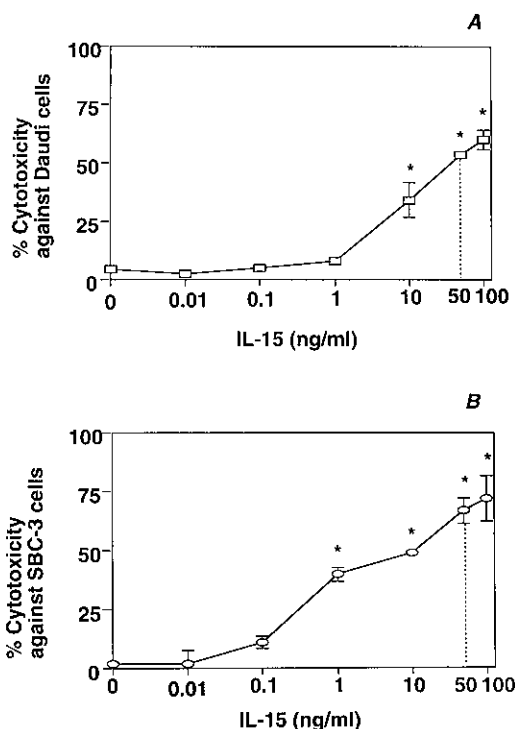 A
% Cytotoxicity
against Daudi cells
100
75
50
25
0
* * *
0 0.01 0.1 1 10 50 100
IL-15 (ng/ml)
B
% Cytotoxicity
against SBC-3 cells
100
75
50
25
0
* * * *
0 0.01 0.1 1 10 50 100
IL-15 (ng/ml)